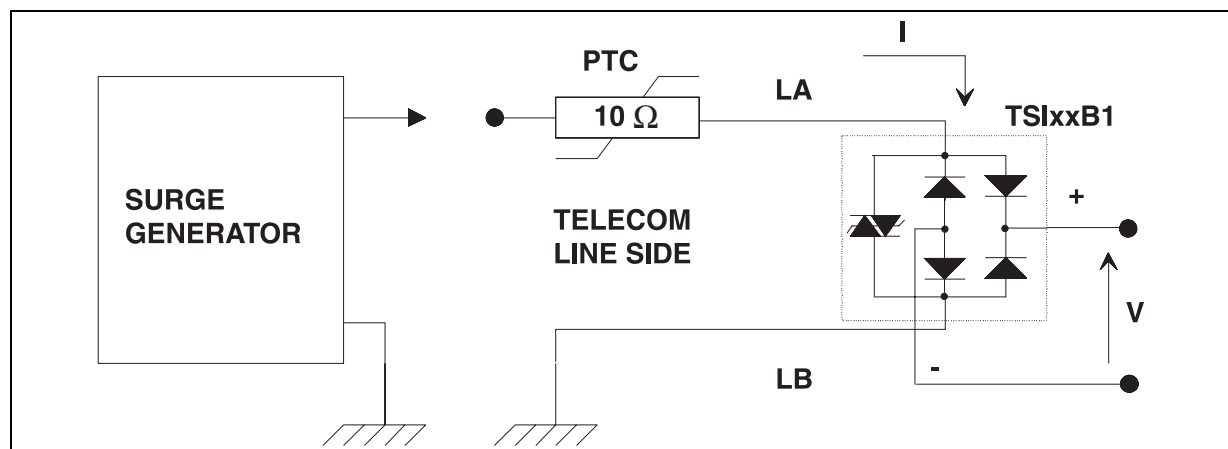 I
PTC
LA
10 Ω
TSIxxB1
SURGE
GENERATOR
+
TELECOM
LINE SIDE
V
LB
-